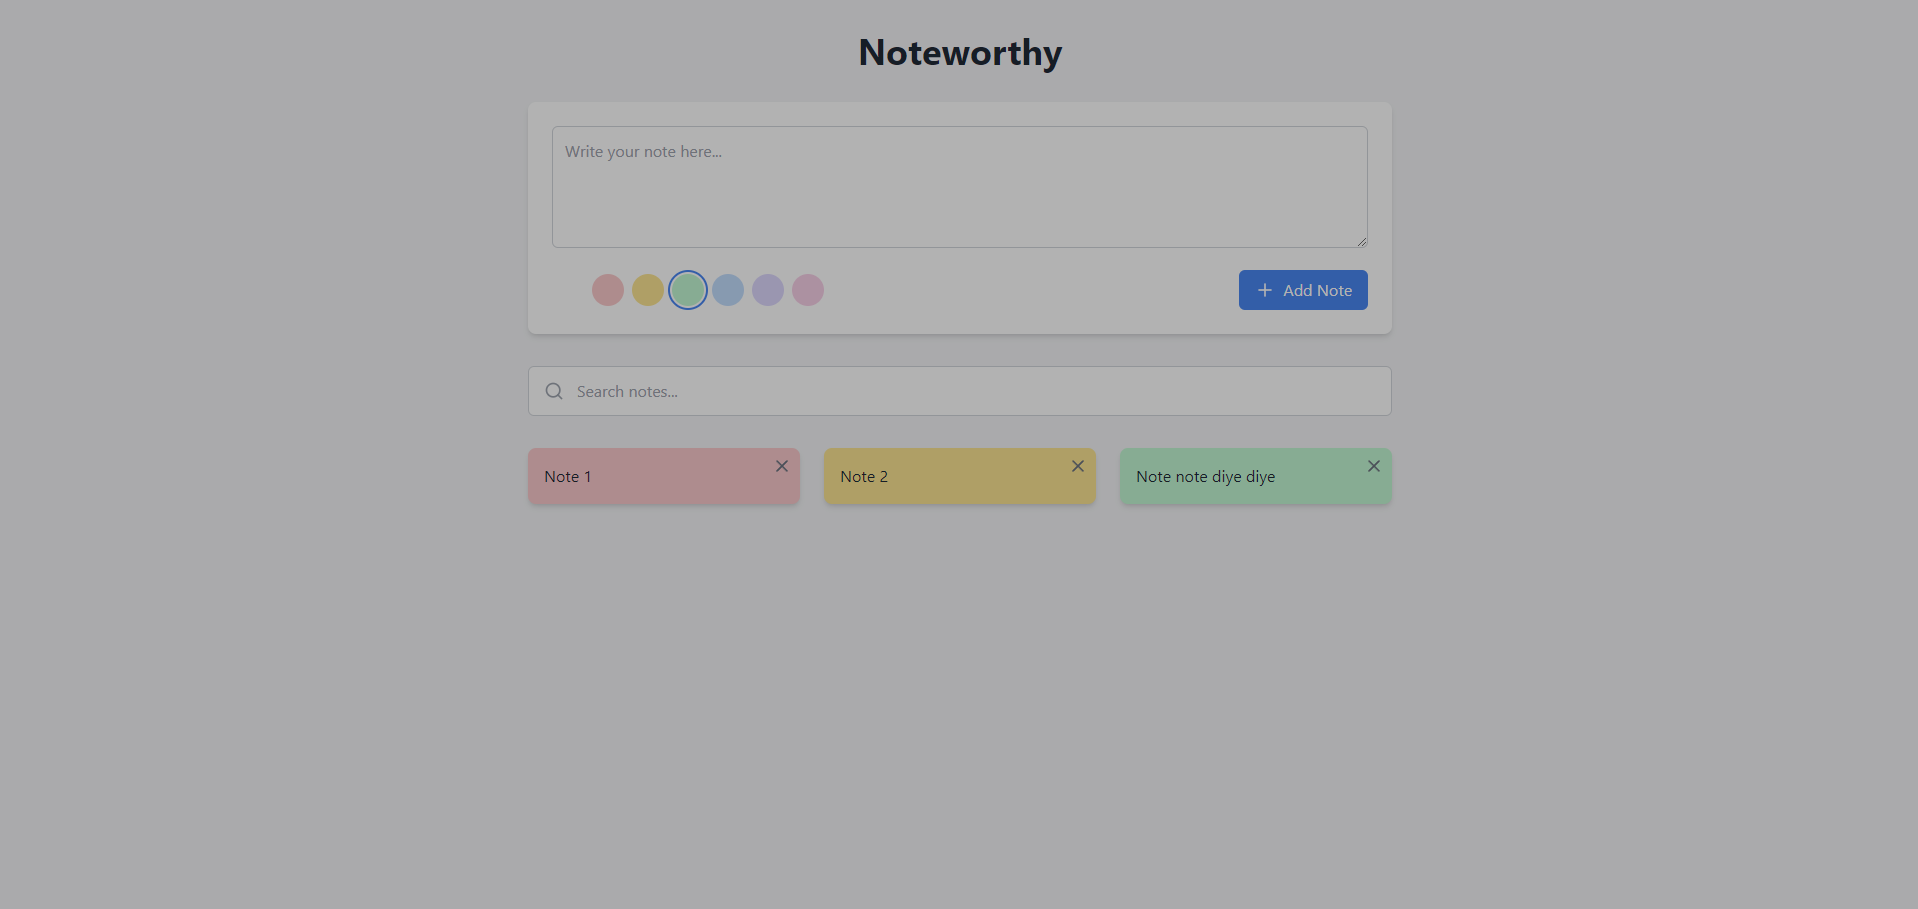 Noteworthy
Write your note here...
Add Note
Search notes...
Note 1
Note 2
Note note diye diye